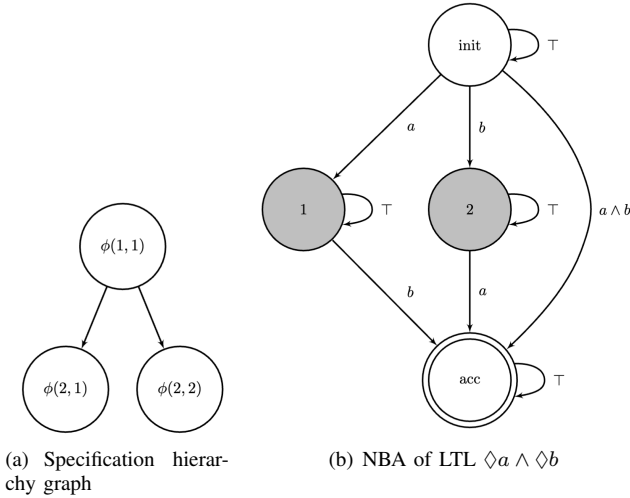 init
⊤
a
b
1
⊤
2
⊤
a ∧ b
ϕ(1, 1)
b
a
ϕ(2, 1)
ϕ(2, 2)
acc
⊤
(a) Specification hierar-
chy graph
(b) NBA of LTL ◊a ∧ ◊b